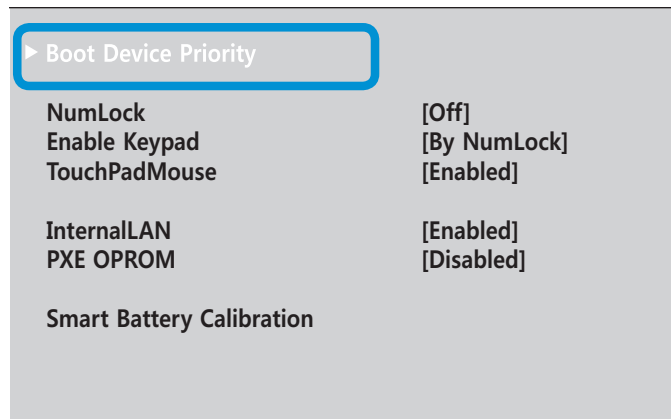 ▶ Boot Device Priority
NumLock [Off]
Enable Keypad [By NumLock]
TouchPadMouse [Enabled]
InternalLAN [Enabled]
PXE OPROM [Disabled]
Smart Battery Calibration